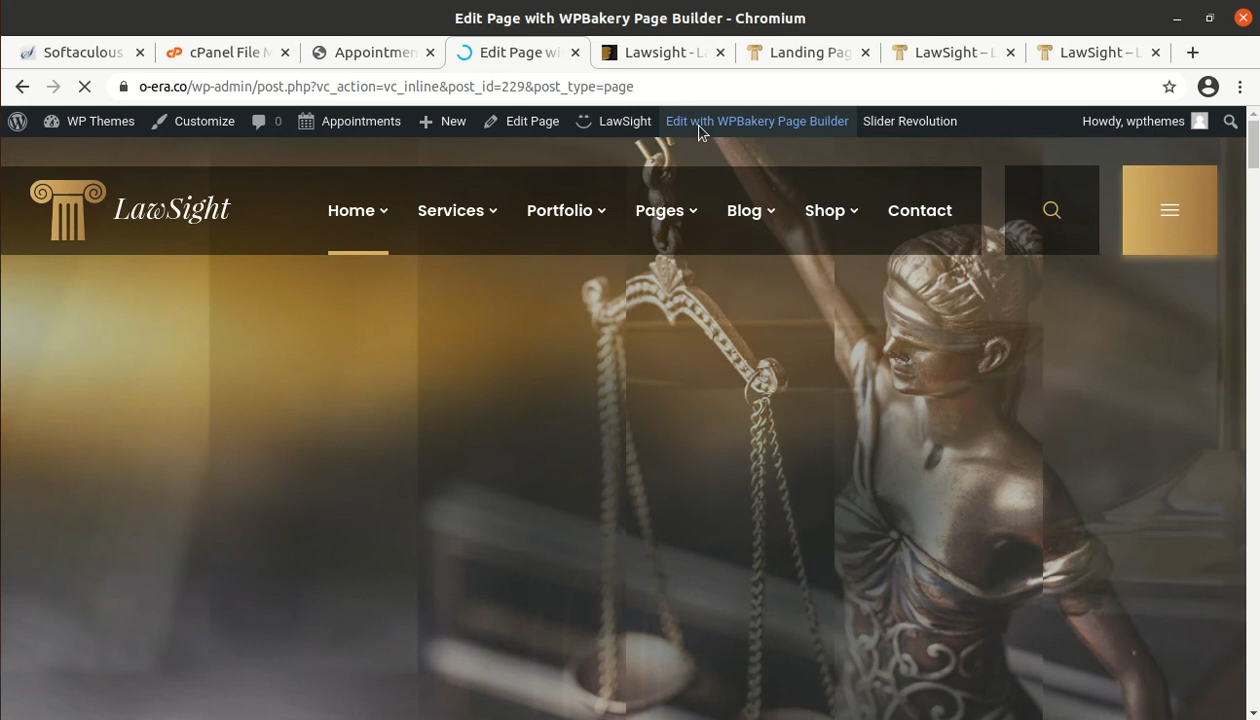 Edit Page with WPBakery Page Builder - Chromium
Softaculous
cPanel File M
Appointmen
Edit Page wi
Lawsight - L
Landing Pag
LawSight – L
LawSight – L
o-era.co/wp-admin/post.php?vc_action=vc_inline&post_id=229&post_type=page
WP Themes
Customize
0
Appointments
New
Edit Page
LawSight
Edit with WPBakery Page Builder
Slider Revolution
Howdy, wpthemes
LawSight
Home
Services
Portfolio
Pages
Blog
Shop
Contact